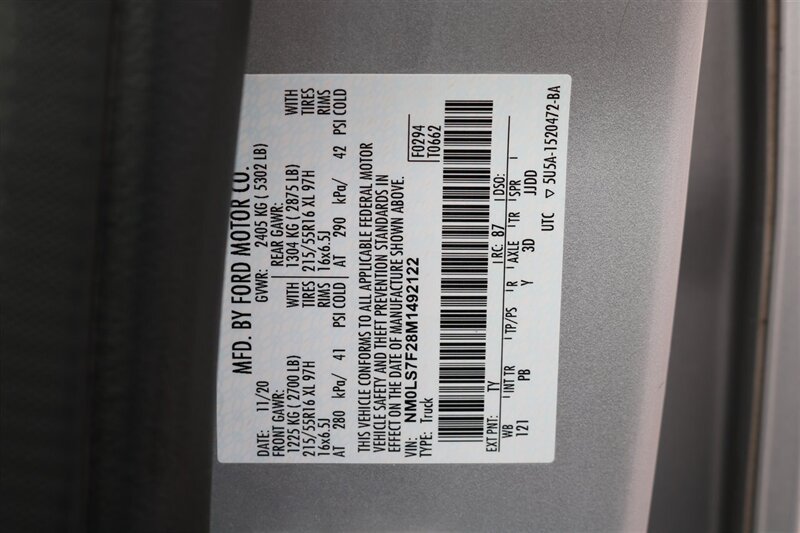 MFD. BY FORD MOTOR CO.
DATE: 11/20 GVWR: 2405 KG ( 5302 LB)
FRONT GAWR: REAR GAWR:
1225 KG (2700 LB) WITH 1304 KG ( 2875 LB) WITH
215/55R16 XL 97H TIRES 215/55R16 XL 97H TIRES
16x6.5J RIMS 16x6.5J RIMS
AT 280 kPa/ 41 PSI COLD AT 290 kPa/ 42 PSI COLD
THIS VEHICLE CONFORMS TO ALL APPLICABLE FEDERAL MOTOR
VEHICLE SAFETY AND THEFT PREVENTION STANDARDS IN
EFFECT ON THE DATE OF MANUFACTURE SHOWN ABOVE.
VIN: NM0LS7F28M1492122 F0294
TYPE: Truck T0662
EXT PNT: TY RC: 87 DSO:
WB INT TR TP/PS R AXLE TR SPR
121 PB Y 3D JJDD
UTC ▽ 5U5A-1520472-BA